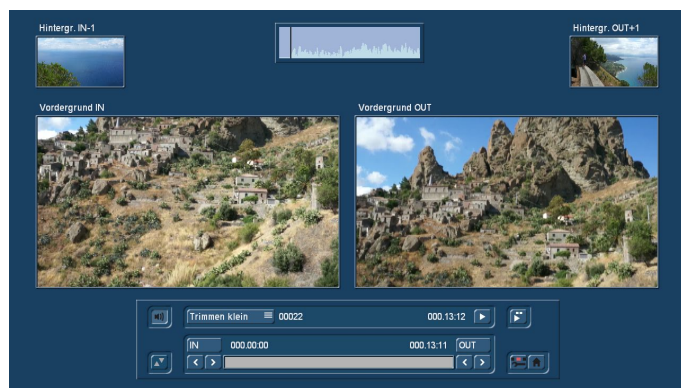 Hintergr. IN-1
Hintergr. OUT+1
Vordergrund IN
Vordergrund OUT
Trimmen klein 00022 000.13:12
IN 000.00:00 000.13:11 OUT